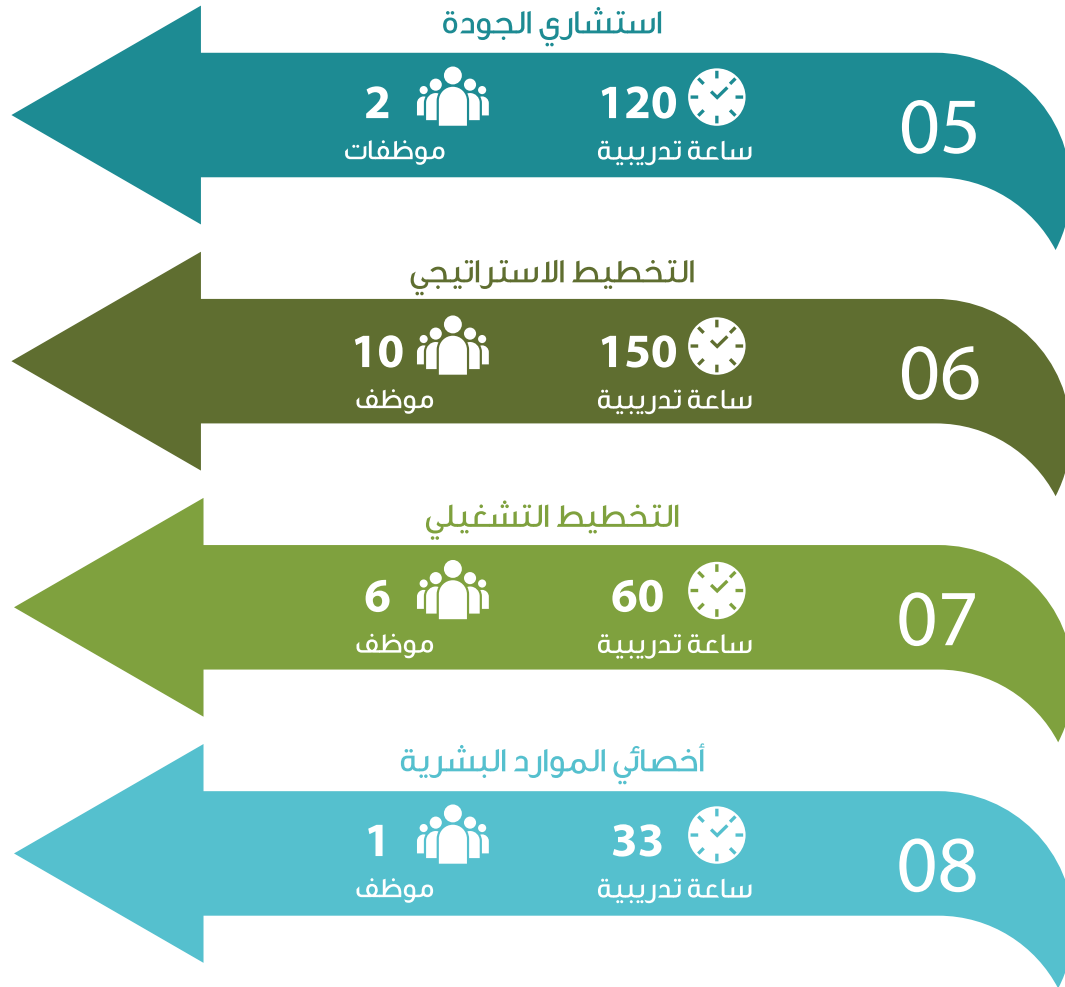 استشاري الجودة
05
120
2
ساعة تدريبية
موظفات
التخطيط الاستراتيجي
06
150
10
ساعة تدريبية
موظف
التخطيط التشغيلي
07
60
6
ساعة تدريبية
موظف
أخصائي الموارد البشرية
08
33
1
ساعة تدريبية
موظف